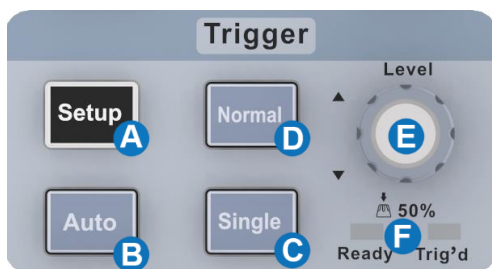 Trigger
Level
Setup
A
Normal
D
E
Auto
B
Single
C
50%
F
Ready
Trig'd